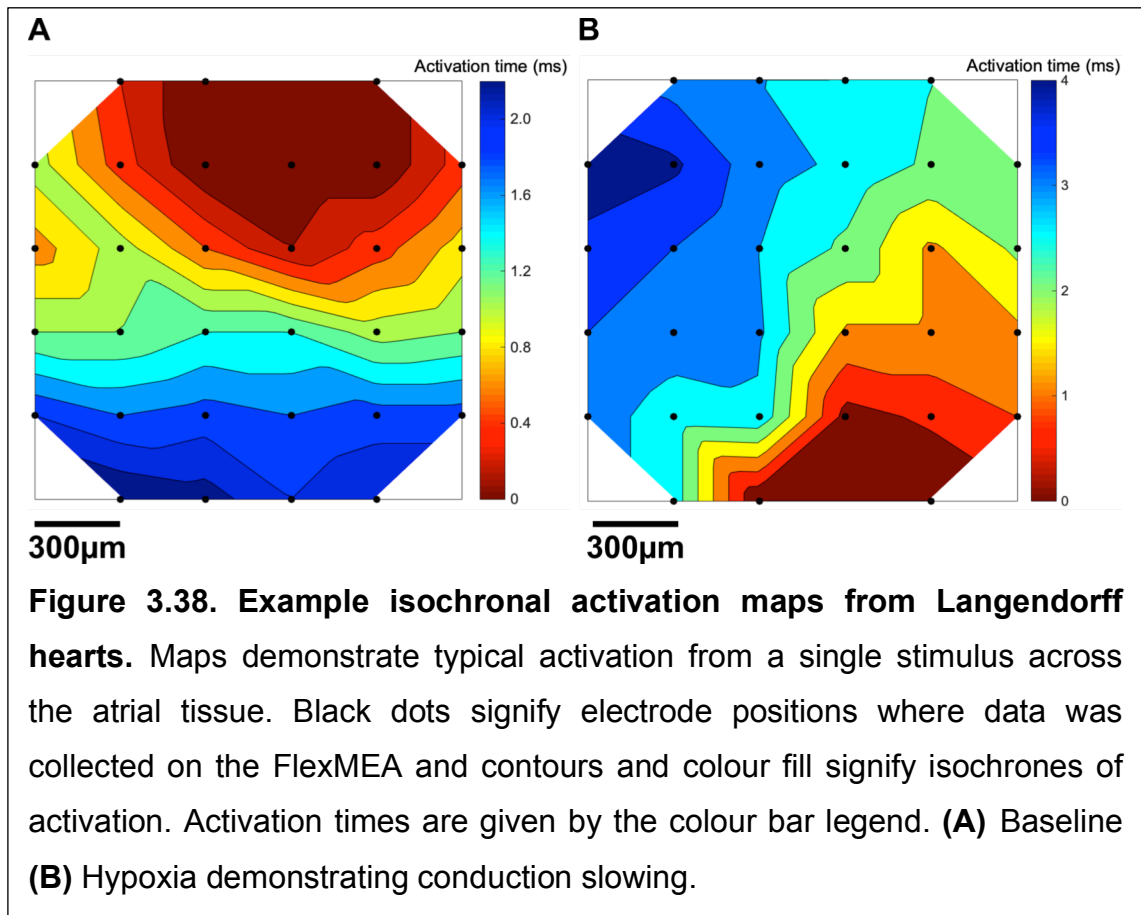 A
B
Activation time (ms)
Activation time (ms)
2.0
1.6
1.2
0.8
0.4
0
4
3
2
1
0
300μm
300μm
Figure 3.38. Example isochronal activation maps from Langendorff
hearts. Maps demonstrate typical activation from a single stimulus across
the atrial tissue. Black dots signify electrode positions where data was
collected on the FlexMEA and contours and colour fill signify isochrones of
activation. Activation times are given by the colour bar legend. (A) Baseline
(B) Hypoxia demonstrating conduction slowing.